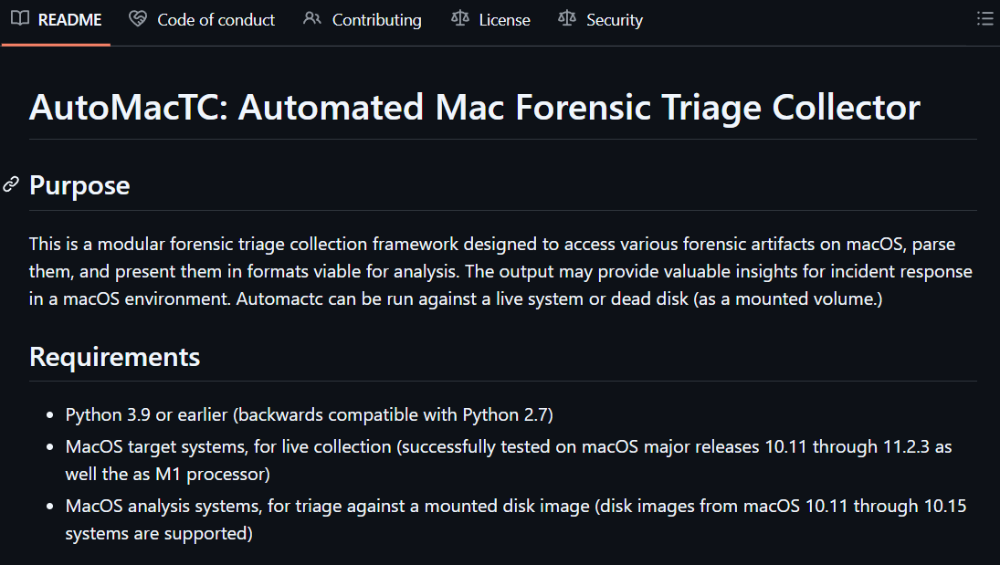 README Code of conduct Contributing License Security
AutoMacTC: Automated Mac Forensic Triage Collector
Purpose
This is a modular forensic triage collection framework designed to access various forensic artifacts on macOS, parse
them, and present them in formats viable for analysis. The output may provide valuable insights for incident response
in a macOS environment. Automactc can be run against a live system or dead disk (as a mounted volume.)
Requirements
• Python 3.9 or earlier (backwards compatible with Python 2.7)
• MacOS target systems, for live collection (successfully tested on macOS major releases 10.11 through 11.2.3 as
well the as M1 processor)
• MacOS analysis systems, for triage against a mounted disk image (disk images from macOS 10.11 through 10.15
systems are supported)